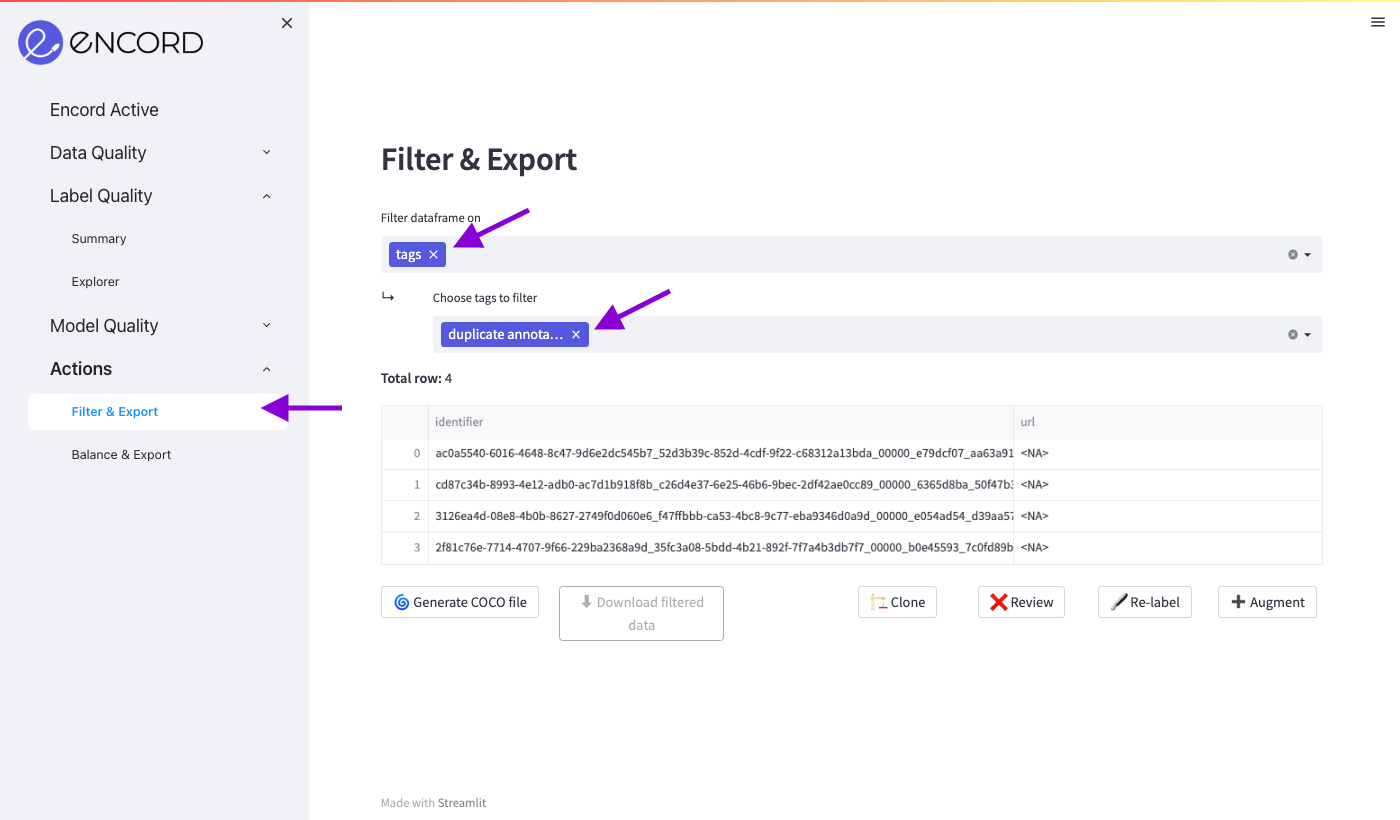 eNCORD
Encord Active
Data Quality
Label Quality
Summary
Explorer
Model Quality
Actions
Filter & Export
Balance & Export
Filter & Export
Filter dataframe on
tags
Choose tags to filter
duplicate annota...
Total row: 4
identifier url
0 ac0a5540-6016-4648-8c47-9d6e2dc545b7_52d3b39c-852d-4cdf-9f22-c68312a13bda_00000_e79dcf07_aa63a91 <NA>
1 cd87c34b-8993-4e12-adb0-ac7d1b918f8b_c26d4e37-6e25-46b6-9bec-2df42ae0cc89_00000_6365d8ba_50f47b3 <NA>
2 3126ea4d-08e8-4b0b-8627-2749f0d060e6_f47ffbbb-ca53-4bc8-9c77-eba9346d0a9d_00000_e054ad54_d39aa57 <NA>
3 2f81c76e-7714-4707-9f66-229ba2368a9d_35fc3a08-5bdd-4b21-892f-7f7a4b3db7f7_00000_b0e45593_7c0fd89b <NA>
Generate COCO file
Download filtered
data
Clone
Review
Re-label
Augment
Made with Streamlit